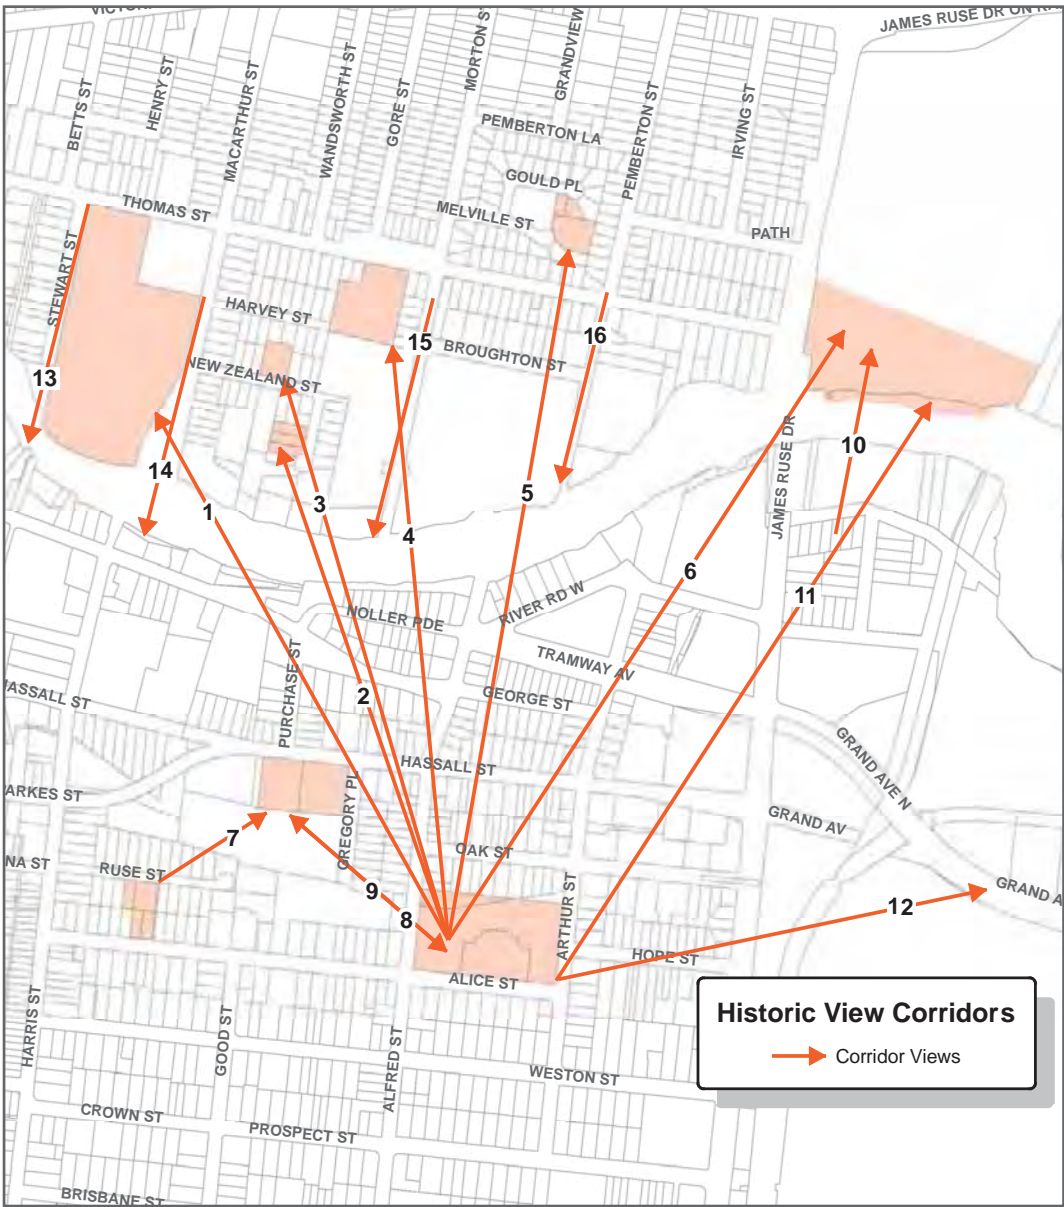 JAMES RUSE DR ON RA
BETTS ST
HENRY ST
MACARTHUR ST
WANDSWORTH ST
GORE ST
MORTON ST
GRANDVIEW
PEMBERTON LA
PEMBERTON ST
IRVING ST
GOULD PL
THOMAS ST
MELVILLE ST
PATH
STEWART ST
HARVEY ST
15
BROUGHTON ST
16
13
NEW ZEALAND ST
JAMES RUSE DR
10
14
1
3
5
4
6
11
NOLLER PDE
RIVER RD W
PURCHASE ST
TRAMWAY AV
2
HASSALL ST
GEORGE ST
HASSALL ST
GRAND AVE N
ARKES ST
GREGORY PL
GRAND AV
7
OAK ST
NA ST
RUSE ST
9
8
ARTHUR ST
12
GRAND A
HOPE ST
ALICE ST
HARRIS ST
GOOD ST
ALFRED ST
WESTON ST
CROWN ST
PROSPECT ST
BRISBANE ST
Historic View Corridors
Corridor Views